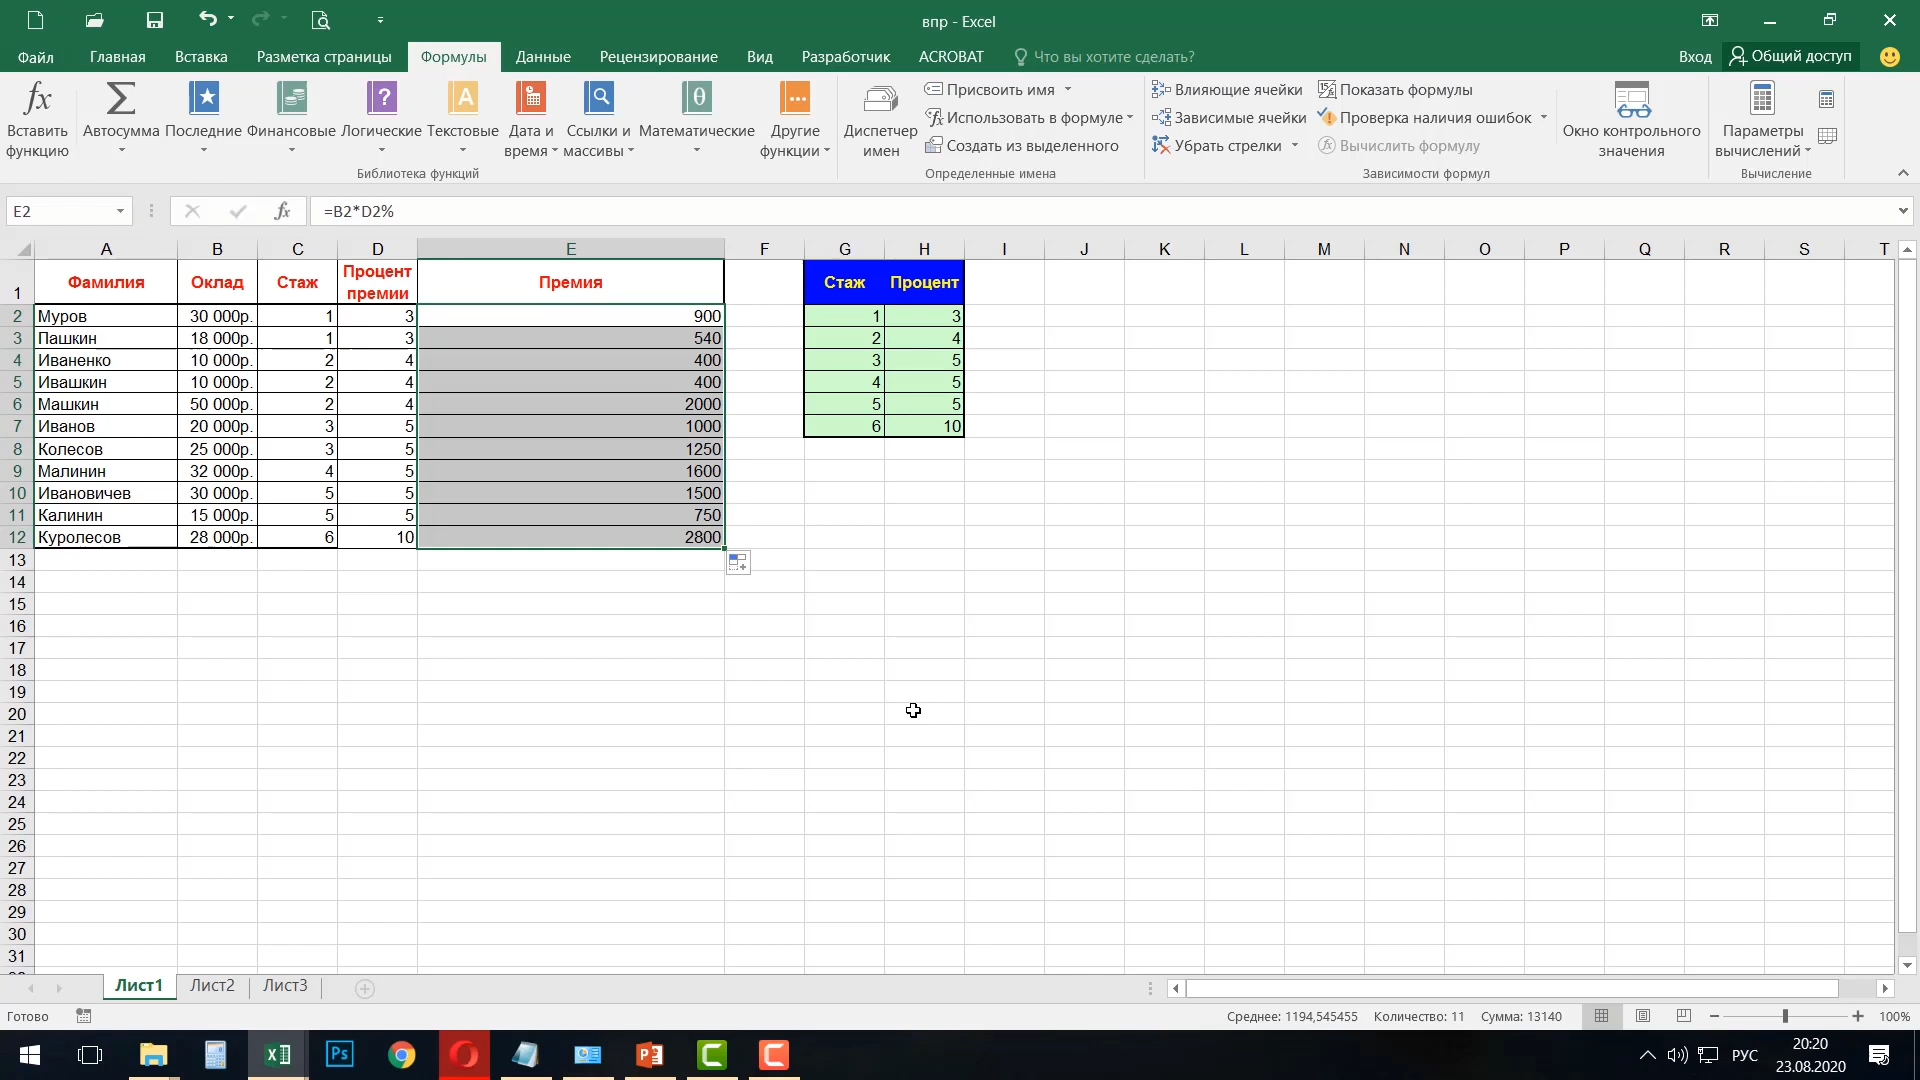 впр - Excel
Файл Главная Вставка Разметка страницы Формулы Данные Рецензирование Вид Разработчик ACROBAT Что вы хотите сделать? Вход Общий доступ
Вставить функцию
Автосумма
Последние
Финансовые
Логические
Текстовые
Дата и время
Ссылки и массивы
Математические
Другие функции
Библиотека функций
Диспетчер имен
Присвоить имя
Использовать в формуле
Создать из выделенного
Определенные имена
Влияющие ячейки
Зависимые ячейки
Убрать стрелки
Показать формулы
Проверка наличия ошибок
Вычислить формулу
Зависимости формул
Окно контрольного значения
Параметры вычислений
Вычисление
E2 fx =B2*D2%
A B C D E F G H I J K L M N O P Q R S T
1 Фамилия Оклад Стаж Процент премии Премия Стаж Процент
2 Муров 30 000р. 1 3 900 1 3
3 Пашкин 18 000р. 1 3 540 2 4
4 Иваненко 10 000р. 2 4 400 3 5
5 Ивашкин 10 000р. 2 4 400 4 5
6 Машкин 50 000р. 2 4 2000 5 5
7 Иванов 20 000р. 3 5 1000 6 10
8 Колесов 25 000р. 3 5 1250
9 Малинин 32 000р. 4 5 1600
10 Ивановичев 30 000р. 5 5 1500
11 Калинин 15 000р. 5 5 750
12 Куролесов 28 000р. 6 10 2800
13
14
15
16
17
18
19
20
21
22
23
24
25
26
27
28
29
30
31
Лист1 Лист2 Лист3
Готово Среднее: 1194,545455 Количество: 11 Сумма: 13140 100%
РУС 20:20
23.08.2020